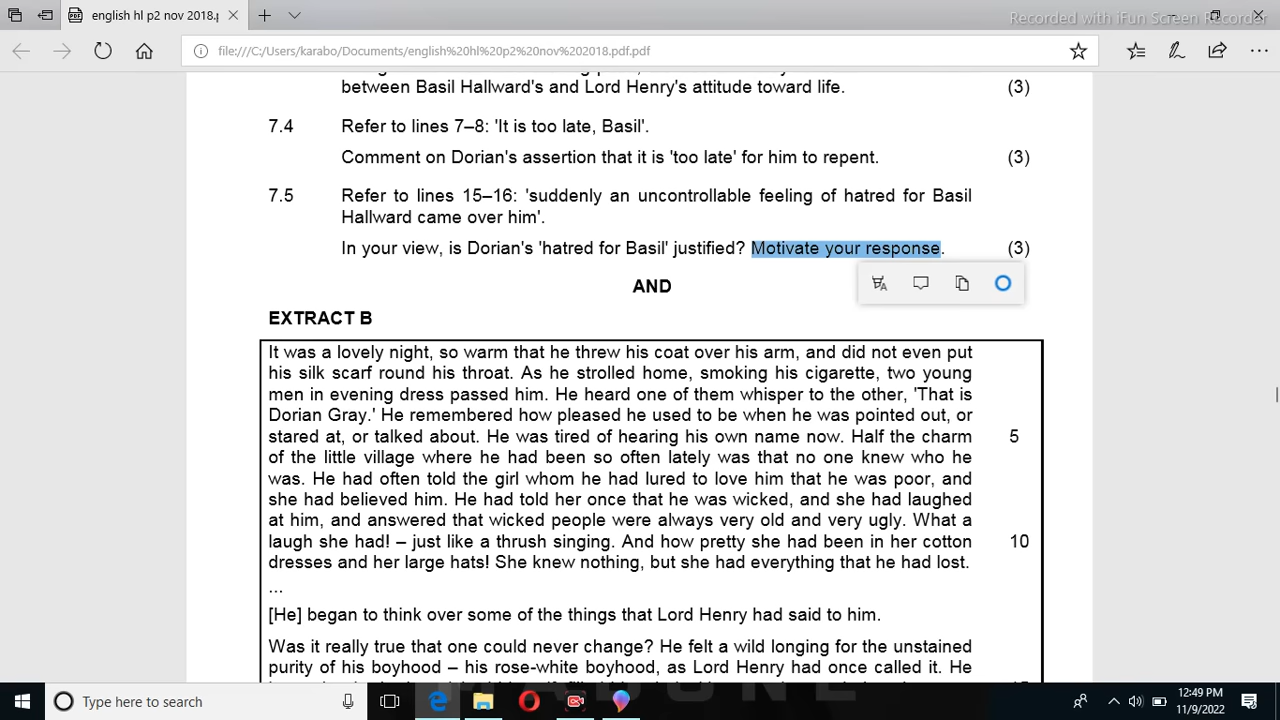 english hl p2 nov 2018.p
Recorded with iFun Screen Recorder
file:///C:/Users/karabo/Documents/english%20hl%20p2%20nov%202018.pdf.pdf
between Basil Hallward's and Lord Henry's attitude toward life. (3)
7.4 Refer to lines 7–8: 'It is too late, Basil'.
Comment on Dorian's assertion that it is 'too late' for him to repent. (3)
7.5 Refer to lines 15–16: 'suddenly an uncontrollable feeling of hatred for Basil
Hallward came over him'.
In your view, is Dorian's 'hatred for Basil' justified? Motivate your response. (3)
AND
EXTRACT B
It was a lovely night, so warm that he threw his coat over his arm, and did not even put
his silk scarf round his throat. As he strolled home, smoking his cigarette, two young
men in evening dress passed him. He heard one of them whisper to the other, 'That is
Dorian Gray.' He remembered how pleased he used to be when he was pointed out, or
stared at, or talked about. He was tired of hearing his own name now. Half the charm 5
of the little village where he had been so often lately was that no one knew who he
was. He had often told the girl whom he had lured to love him that he was poor, and
she had believed him. He had told her once that he was wicked, and she had laughed
at him, and answered that wicked people were always very old and very ugly. What a
laugh she had! – just like a thrush singing. And how pretty she had been in her cotton 10
dresses and her large hats! She knew nothing, but she had everything that he had lost.
...
[He] began to think over some of the things that Lord Henry had said to him.
Was it really true that one could never change? He felt a wild longing for the unstained
purity of his boyhood – his rose-white boyhood, as Lord Henry had once called it. He
Type here to search
12:49 PM
11/9/2022